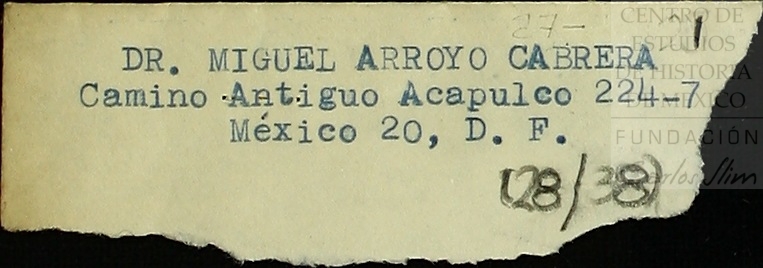 27-
DR. MIGUEL ARROYO CABRERA
Camino Antiguo Acapulco 224-7
México 20, D. F.
(28/38)
CENTRO DE
ESTUDIOS
DE HISTORIA
DE MÉXICO
FUNDACIÓN
Carlos Slim